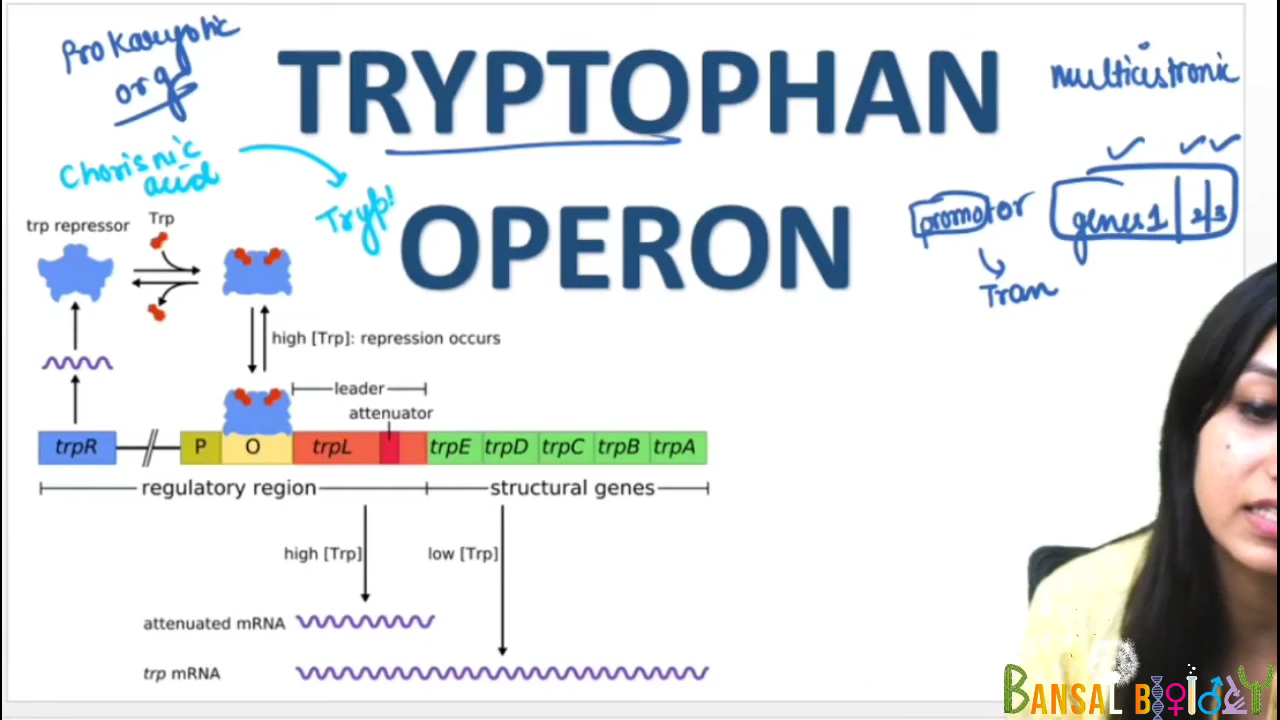 Prokaryotic
org
TRYPTOPHAN
OPERON
multicistronic
Chorismic
acid
Tryp!
promotor
genes 1 2 3
Tran
trp repressor
Trp
high [Trp]: repression occurs
leader
attenuator
trpR
P
O
trpL
trpE
trpD
trpC
trpB
trpA
regulatory region
structural genes
high [Trp]
low [Trp]
attenuated mRNA
trp mRNA
BANSAL BIOLOGY